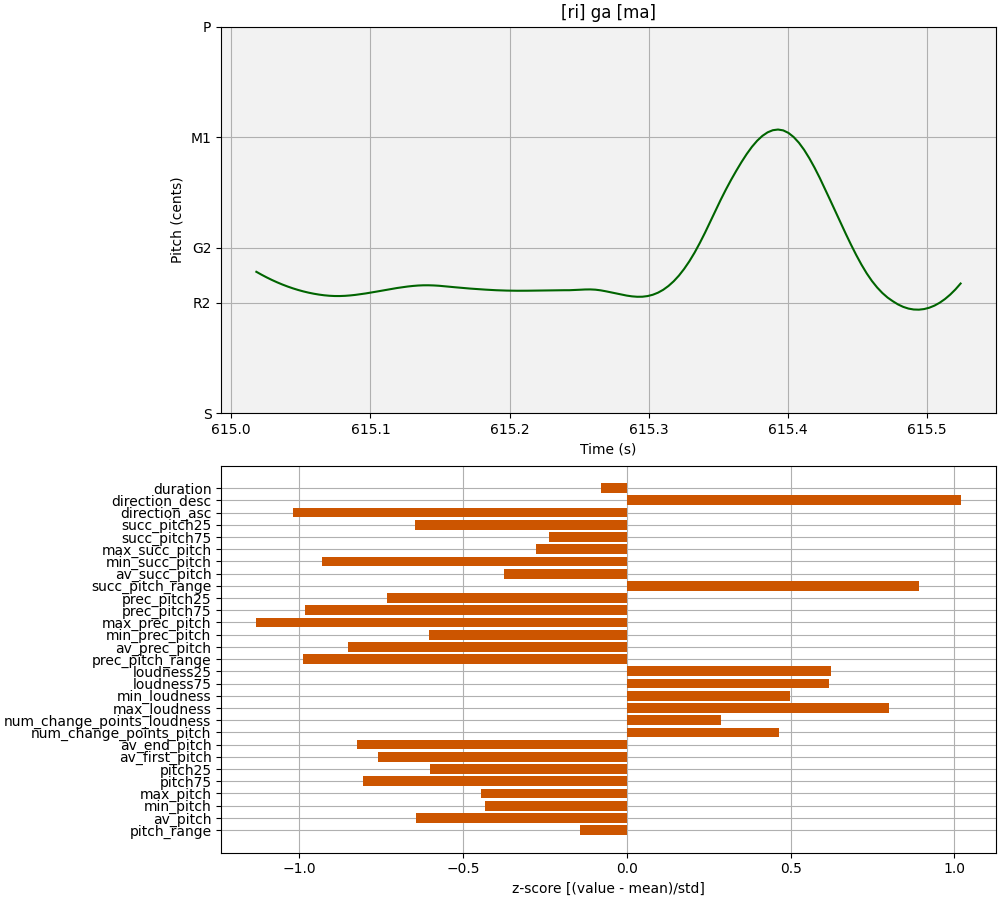 [ri] ga [ma]
P
M1
G2
R2
S
Pitch (cents)
615.0 615.1 615.2 615.3 615.4 615.5
Time (s)
duration
direction_desc
direction_asc
succ_pitch25
succ_pitch75
max_succ_pitch
min_succ_pitch
av_succ_pitch
succ_pitch_range
prec_pitch25
prec_pitch75
max_prec_pitch
min_prec_pitch
av_prec_pitch
prec_pitch_range
loudness25
loudness75
min_loudness
max_loudness
num_change_points_loudness
num_change_points_pitch
av_end_pitch
av_first_pitch
pitch25
pitch75
max_pitch
min_pitch
av_pitch
pitch_range
−1.0 −0.5 0.0 0.5 1.0
z-score [(value - mean)/std]